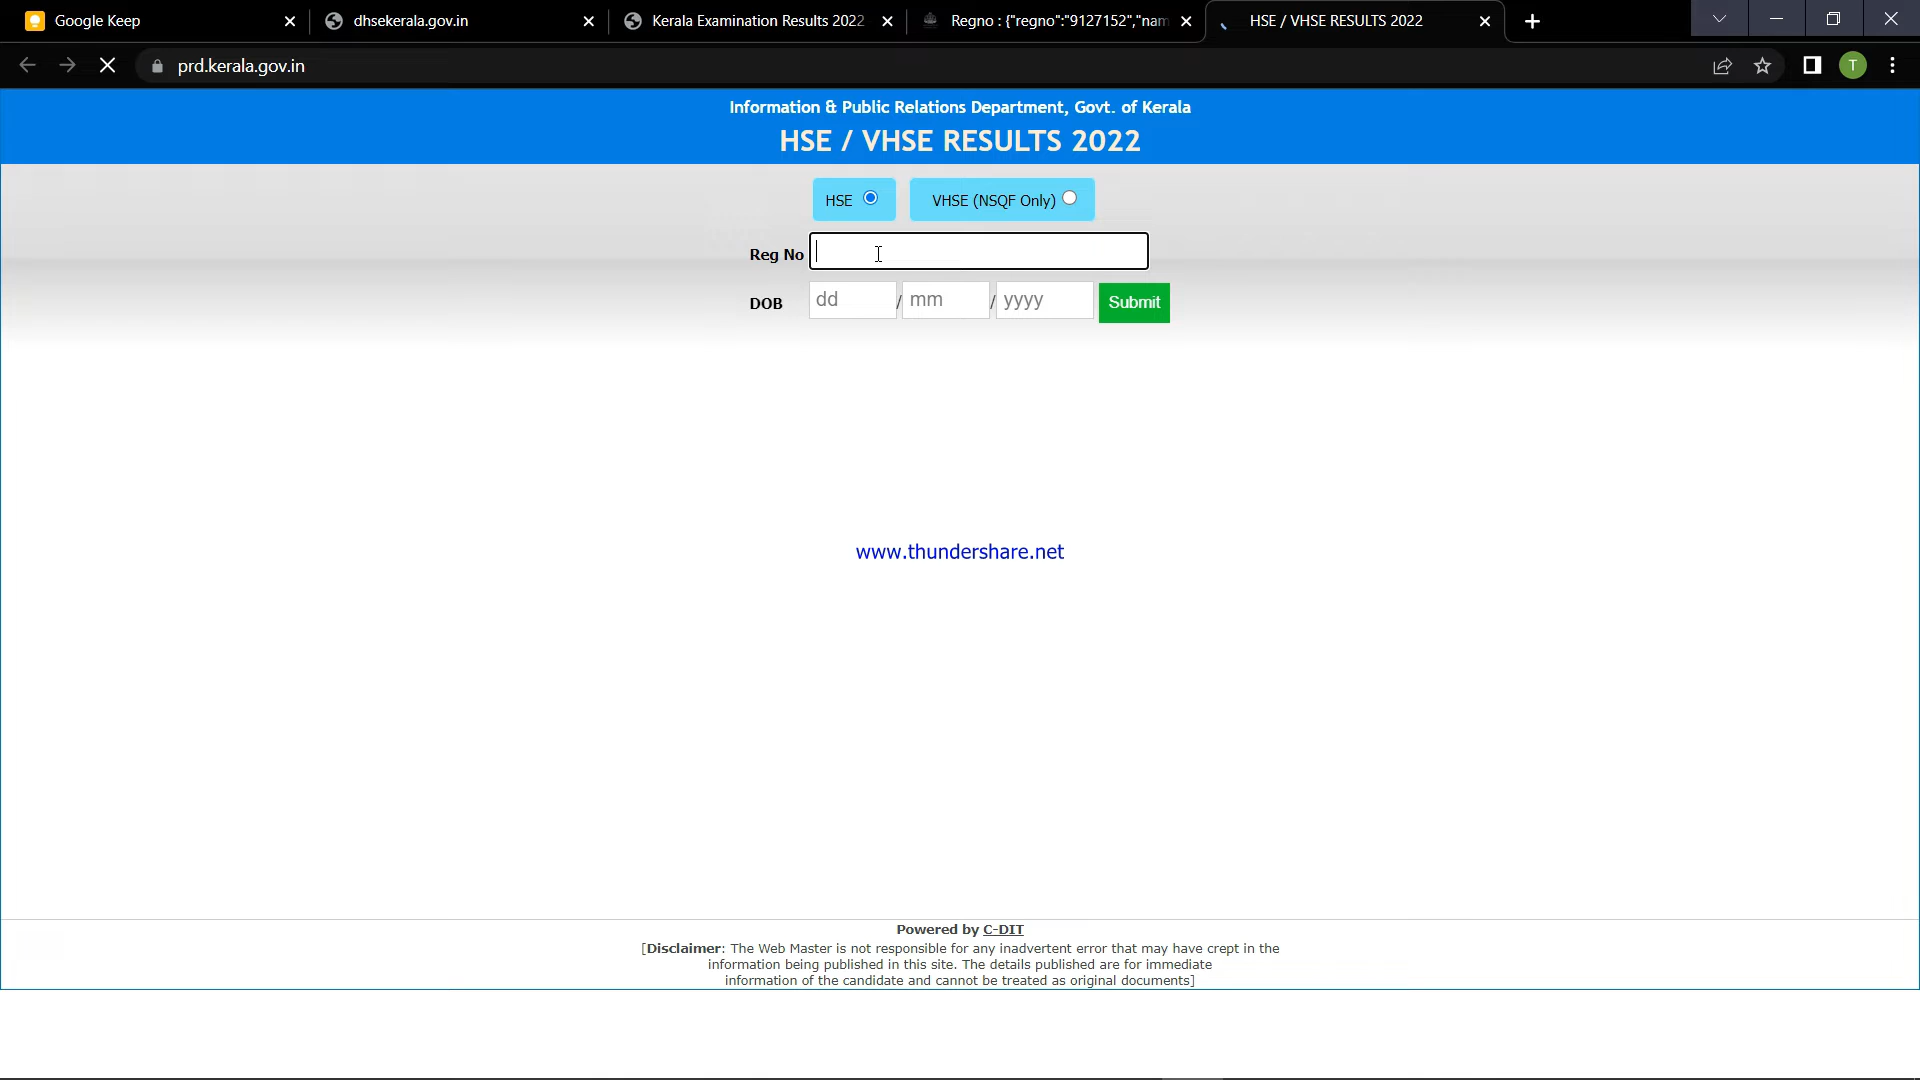 Google Keep
dhsekerala.gov.in
Kerala Examination Results 2022
Regno : {"regno":"9127152","nam
HSE / VHSE RESULTS 2022
prd.kerala.gov.in
T
Information & Public Relations Department, Govt. of Kerala
HSE / VHSE RESULTS 2022
HSE
VHSE (NSQF Only)
Reg No
DOB dd / mm / yyyy Submit
www.thundershare.net
Powered by C-DIT
[Disclaimer: The Web Master is not responsible for any inadvertent error that may have crept in the
information being published in this site. The details published are for immediate
information of the candidate and cannot be treated as original documents]